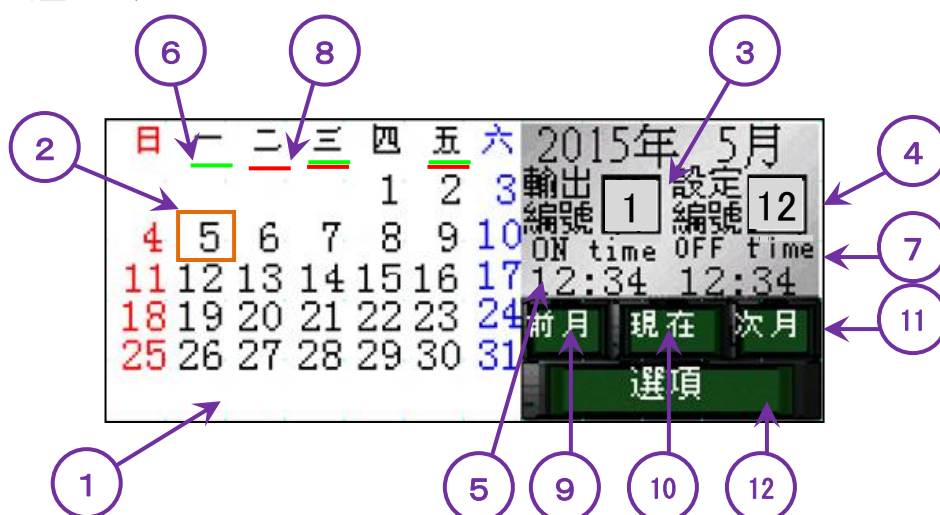 6 8 3
2 4
日 一 二 三 四 五 六
1 2 3
4 5 6 7 8 9 10
11 12 13 14 15 16 17
18 19 20 21 22 23 24
25 26 27 28 29 30 31
2015年 5月
輸出編號 1 設定編號 12
ON time OFF time
12:34 12:34
前月 現在 次月
選項
7
11
1 5 9 10 12